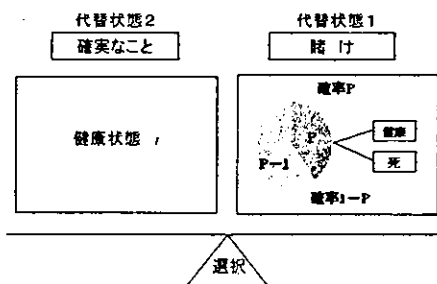 代替状態2
確実なこと
健康状態 i
代替状態1
賭 け
確率P
P
P-1
健康
死
確率1-P
選択